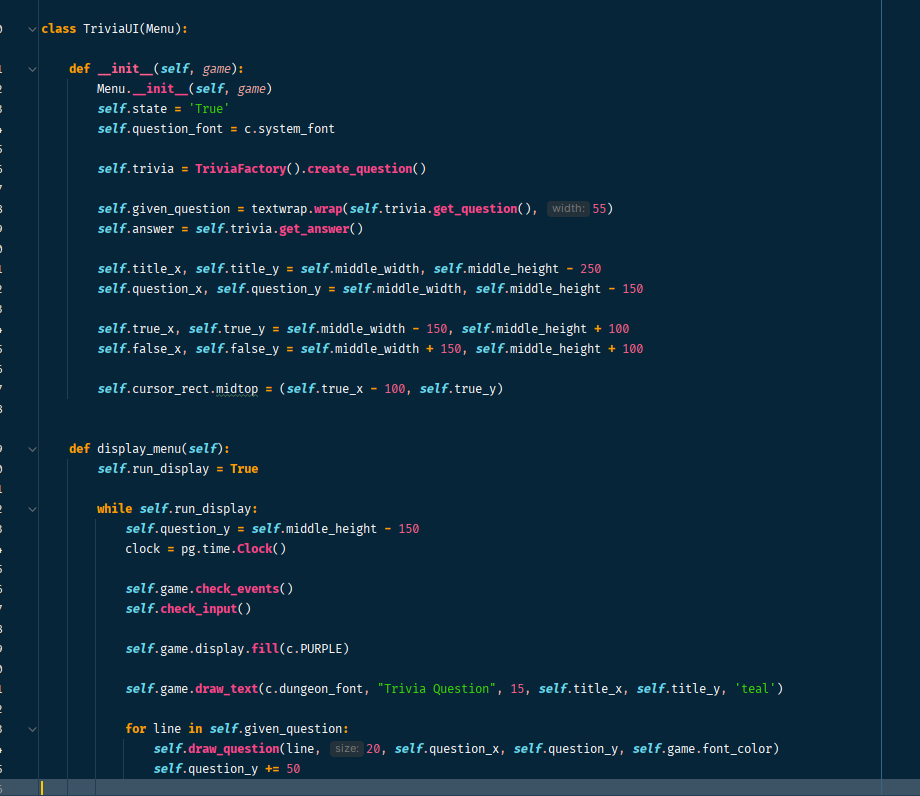 class TriviaUI(Menu):
def __init__(self, game):
Menu.__init__(self, game)
self.state = 'True'
self.question_font = c.system_font
self.trivia = TriviaFactory().create_question()
self.given_question = textwrap.wrap(self.trivia.get_question(), width: 55)
self.answer = self.trivia.get_answer()
self.title_x, self.title_y = self.middle_width, self.middle_height - 250
self.question_x, self.question_y = self.middle_width, self.middle_height - 150
self.true_x, self.true_y = self.middle_width - 150, self.middle_height + 100
self.false_x, self.false_y = self.middle_width + 150, self.middle_height + 100
self.cursor_rect.midtop = (self.true_x - 100, self.true_y)
def display_menu(self):
self.run_display = True
while self.run_display:
self.question_y = self.middle_height - 150
clock = pg.time.Clock()
self.game.check_events()
self.check_input()
self.game.display.fill(c.PURPLE)
self.game.draw_text(c.dungeon_font, "Trivia Question", 15, self.title_x, self.title_y, 'teal')
for line in self.given_question:
self.draw_question(line, size: 20, self.question_x, self.question_y, self.game.font_color)
self.question_y += 50